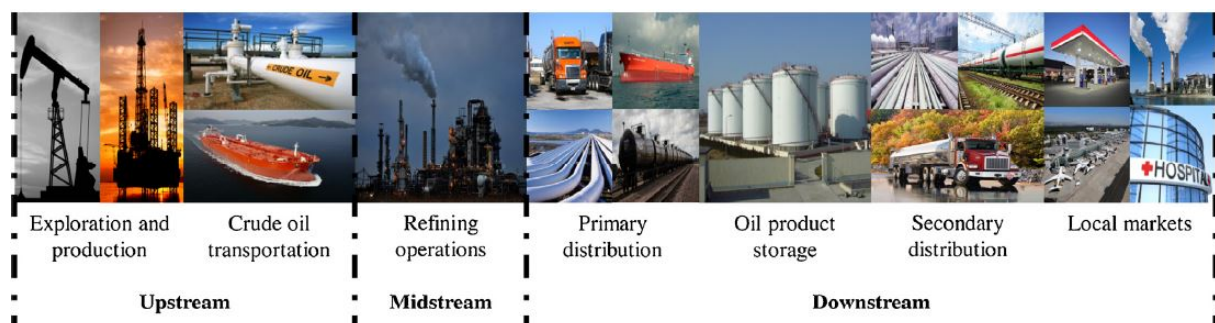 CRUDE OIL
HOSPITAL
Exploration and
production
Crude oil
transportation
Refining
operations
Primary
distribution
Oil product
storage
Secondary
distribution
Local markets
Upstream
Midstream
Downstream